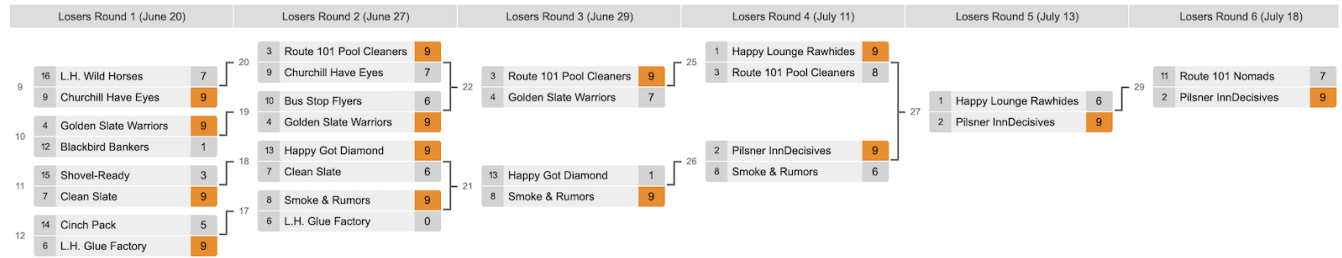 Losers Round 1 (June 20)
Losers Round 2 (June 27)
Losers Round 3 (June 29)
Losers Round 4 (July 11)
Losers Round 5 (July 13)
Losers Round 6 (July 18)
9
16 L.H. Wild Horses 7
9 Churchill Have Eyes 9
10
4 Golden Slate Warriors 9
12 Blackbird Bankers 1
11
15 Shovel-Ready 3
7 Clean Slate 9
12
14 Cinch Pack 5
6 L.H. Glue Factory 9
20
3 Route 101 Pool Cleaners 9
9 Churchill Have Eyes 7
19
10 Bus Stop Flyers 6
4 Golden Slate Warriors 9
18
13 Happy Got Diamond 9
7 Clean Slate 6
17
8 Smoke & Rumors 9
6 L.H. Glue Factory 0
22
3 Route 101 Pool Cleaners 9
4 Golden Slate Warriors 7
21
13 Happy Got Diamond 1
8 Smoke & Rumors 9
25
1 Happy Lounge Rawhides 9
3 Route 101 Pool Cleaners 8
26
2 Pilsner InnDecisives 9
8 Smoke & Rumors 6
27
1 Happy Lounge Rawhides 6
2 Pilsner InnDecisives 9
29
11 Route 101 Nomads 7
2 Pilsner InnDecisives 9